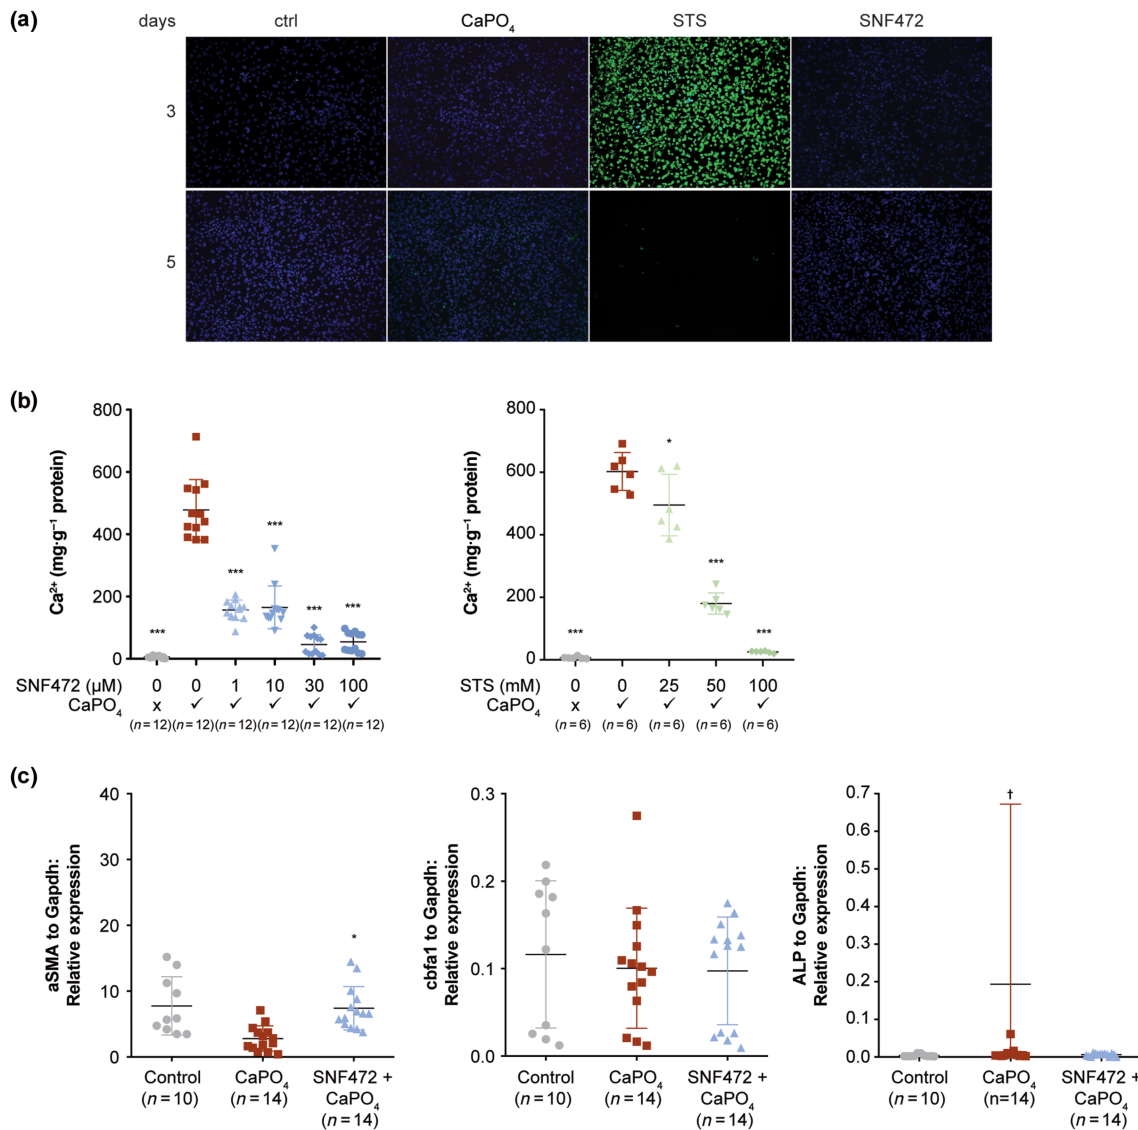 (a)
days ctrl CaPO₄ STS SNF472
3
5
(b)
800
600
400
200
0
Ca²⁺ (mg·g⁻¹ protein)
***
***
***
***
***
SNF472 (µM) 0 0 1 10 30 100
CaPO₄ x ✓ ✓ ✓ ✓ ✓
(n = 12) (n = 12) (n = 12) (n = 12) (n = 12) (n = 12)
800
600
400
200
0
Ca²⁺ (mg·g⁻¹ protein)
***
*
***
***
STS (mM) 0 0 25 50 100
CaPO₄ x ✓ ✓ ✓ ✓
(n = 6) (n = 6) (n = 6) (n = 6) (n = 6)
(c)
40
30
20
10
0
aSMA to Gapdh:
Relative expression
*
Control CaPO₄ SNF472 +
(n = 10) (n = 14) CaPO₄
(n = 14)
0.3
0.2
0.1
0.0
cbfa1 to Gapdh:
Relative expression
Control CaPO₄ SNF472 +
(n = 10) (n = 14) CaPO₄
(n = 14)
0.7
0.6
0.5
0.4
0.3
0.2
0.1
0.0
ALP to Gapdh:
Relative expression
†
Control CaPO₄ SNF472 +
(n = 10) (n=14) CaPO₄
(n = 14)